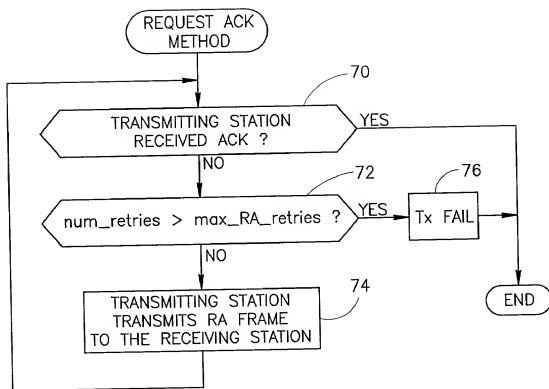 REQUEST ACK
METHOD
70
TRANSMITTING STATION
RECEIVED ACK ?
YES
NO
72
76
num_retries > max_RA_retries ?
YES
Tx FAIL
NO
74
TRANSMITTING STATION
TRANSMITS RA FRAME
TO THE RECEIVING STATION
END